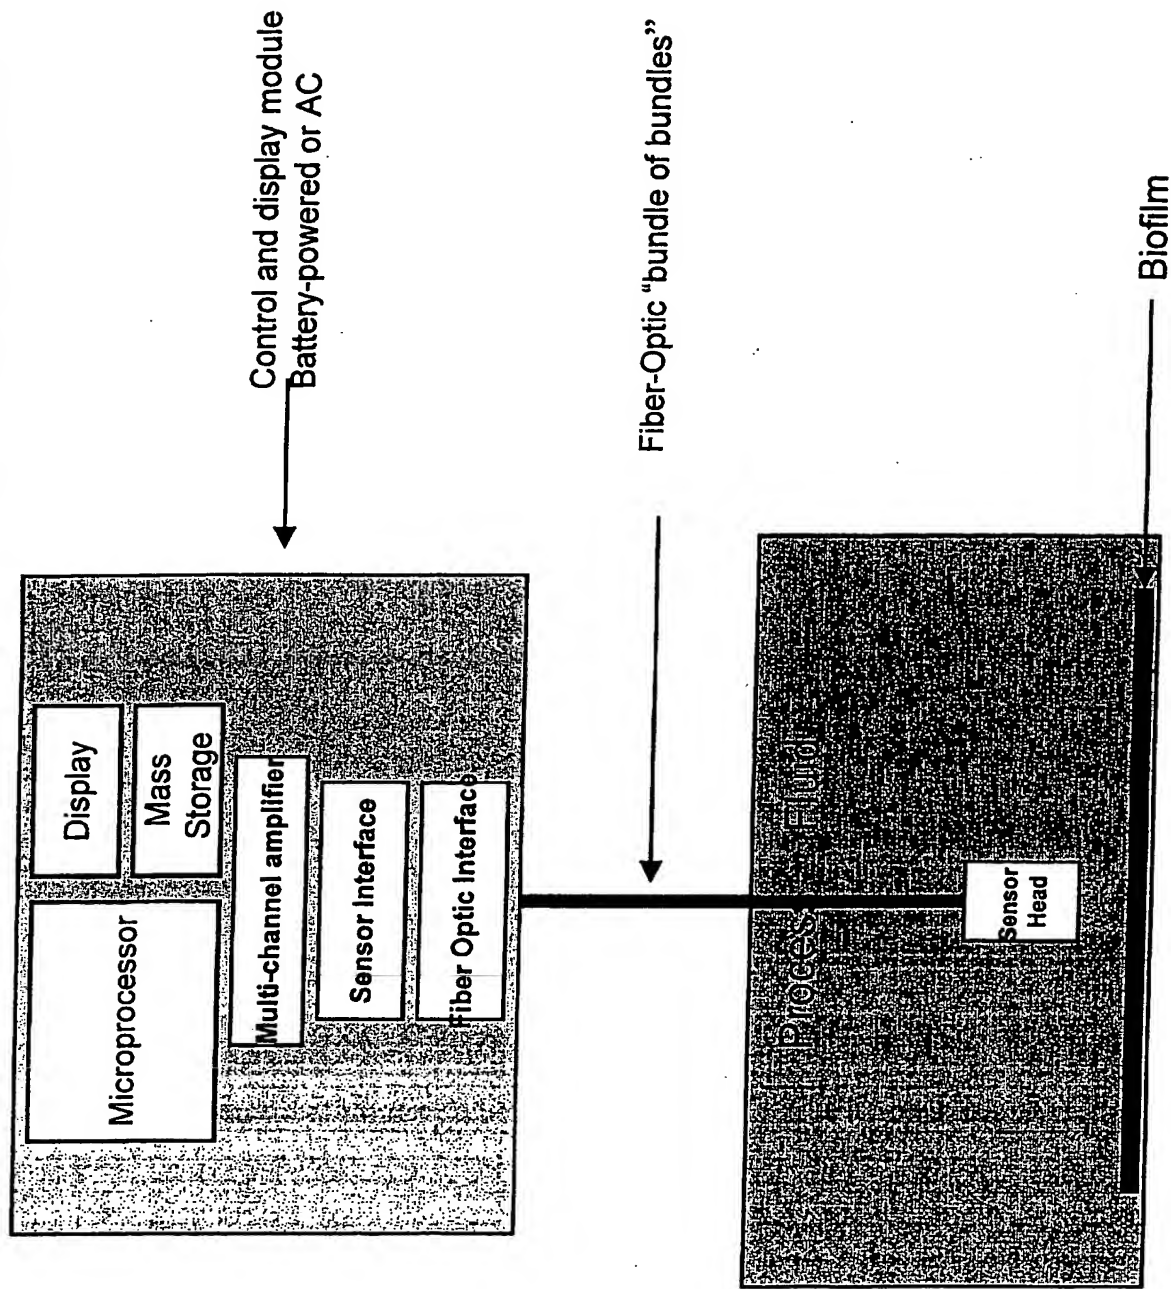 Control and display module
Battery-powered or AC
Microprocessor
Display
Mass
Storage
Multi-channel amplifier
Sensor Interface
Fiber Optic Interface
Fiber-Optic “bundle of bundles”
Process Fluid
Sensor
Head
Biofilm